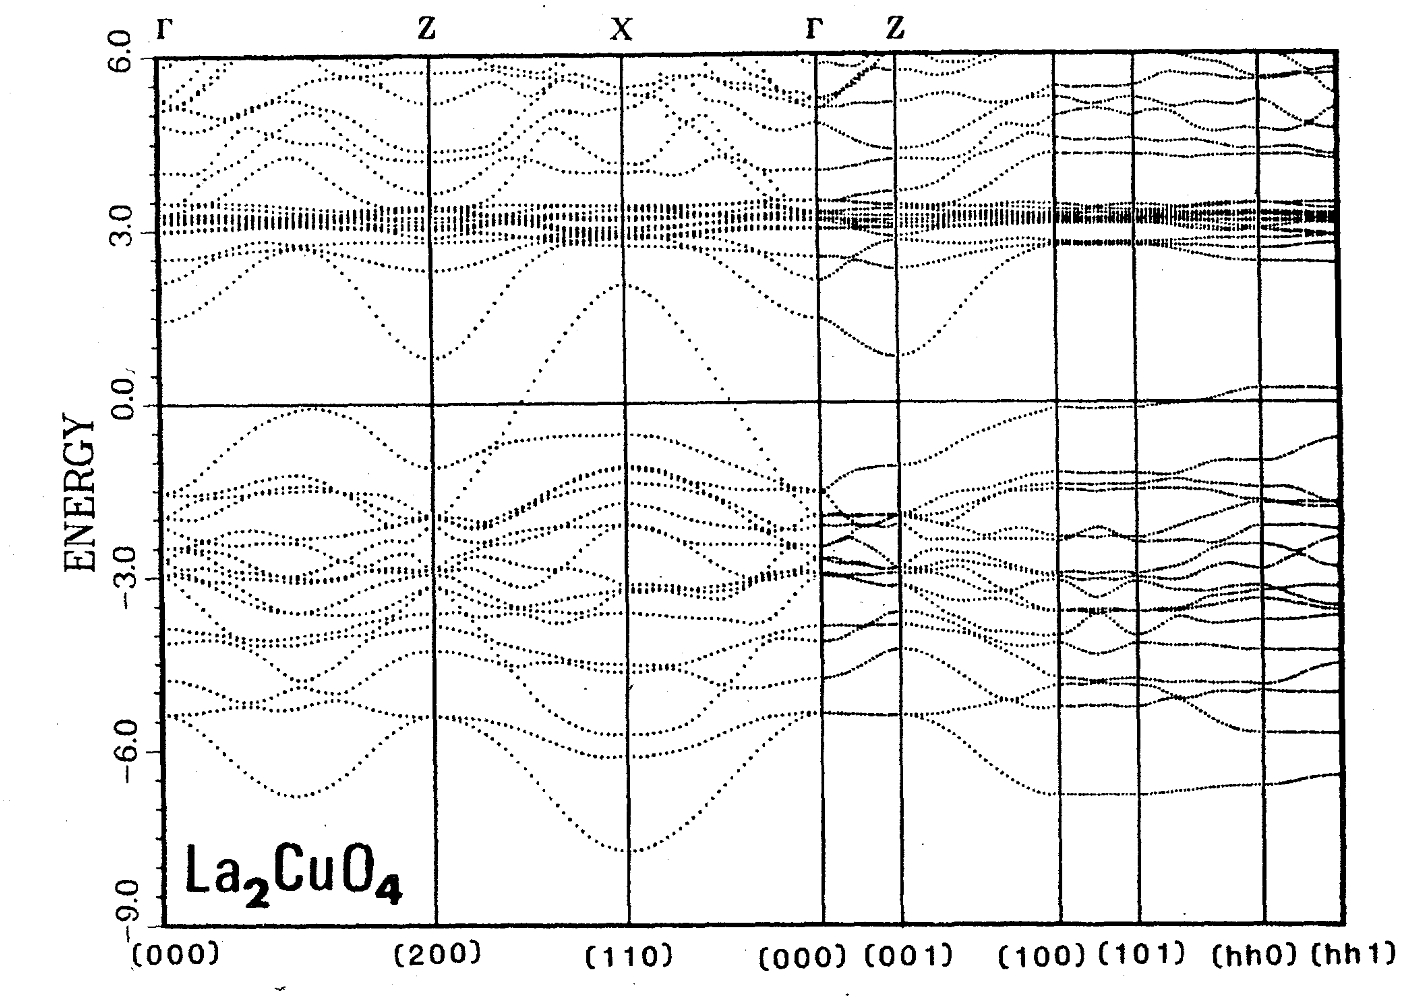 Γ Z X Γ Z
6.0
3.0
0.0
-3.0
-6.0
-9.0
ENERGY
La₂CuO₄
(000) (200) (110) (000) (001) (100) (101) (hh0) (hh1)